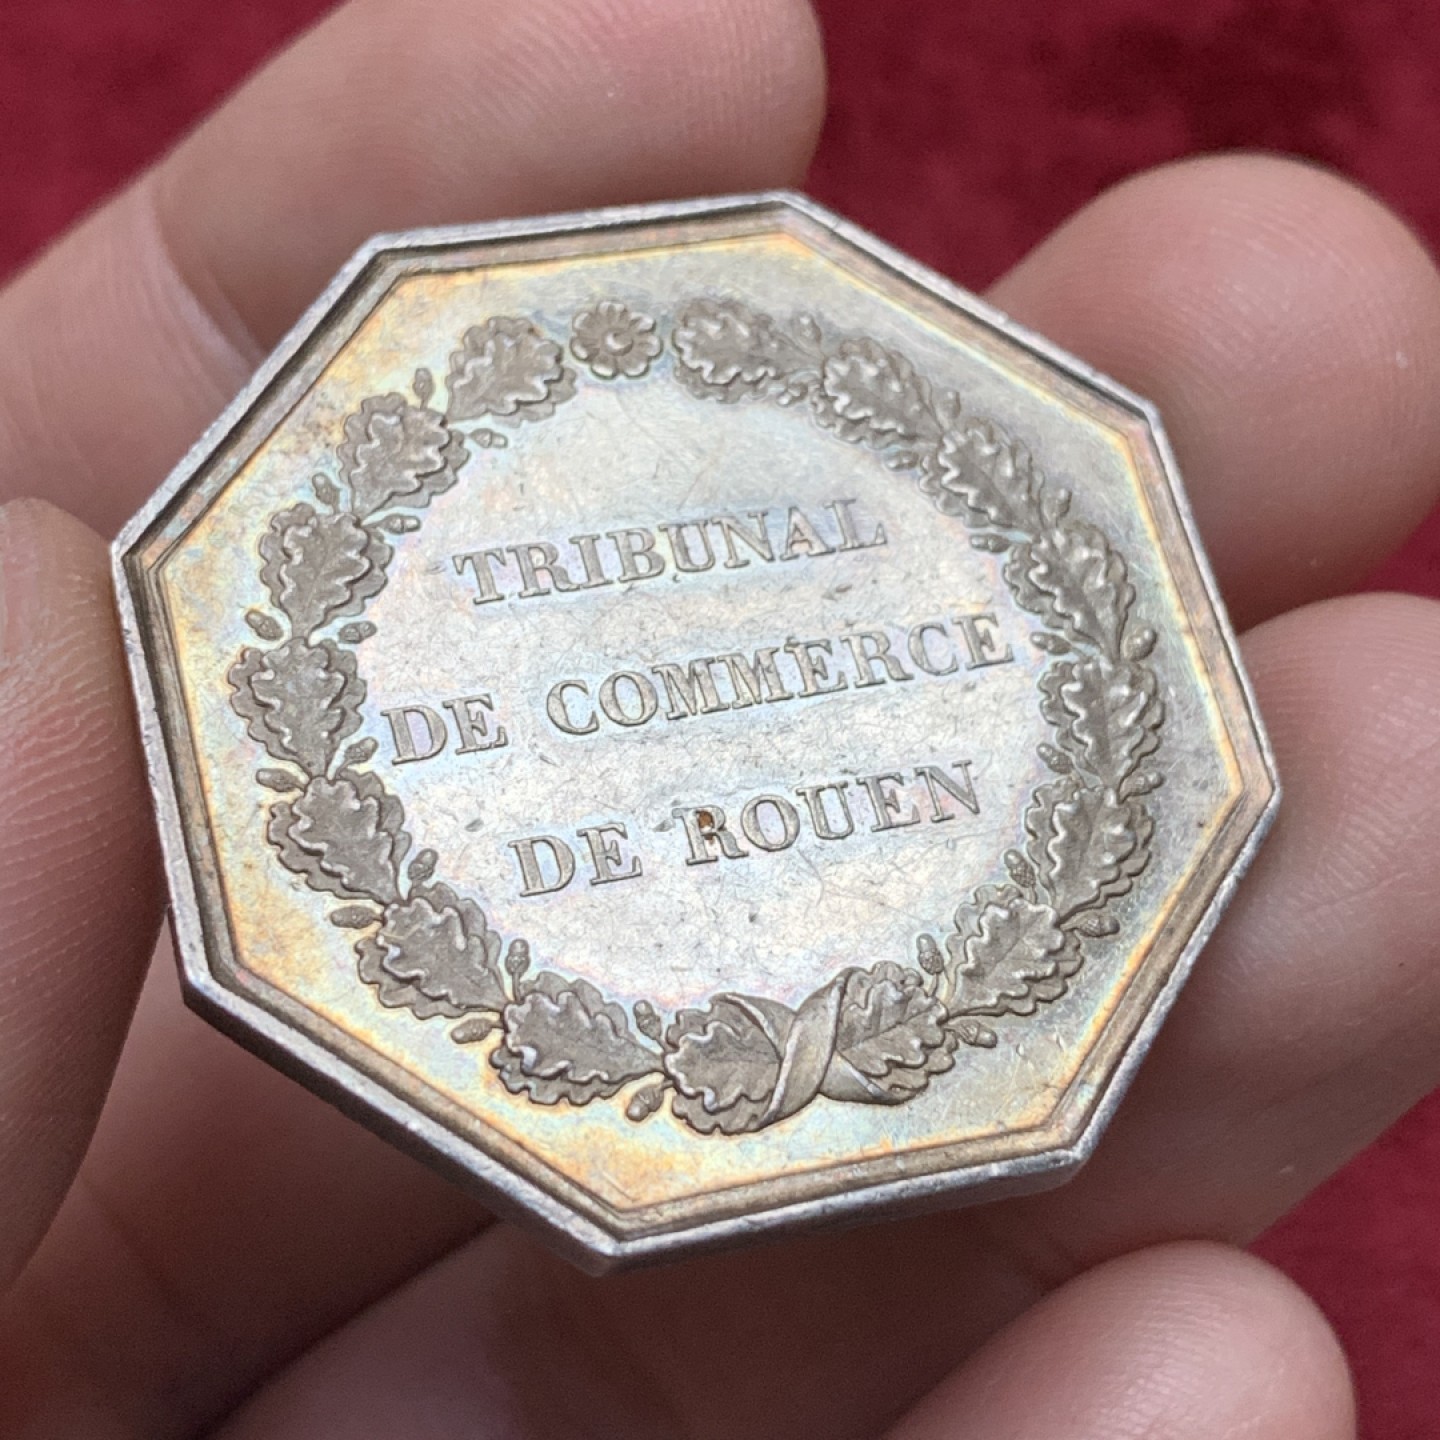 TRIBUNAL
DE COMMERCE
DE ROUEN